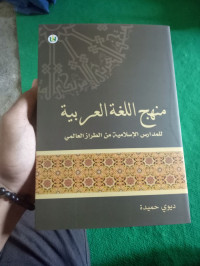 منهج اللغة العربية
للمدارس الإسلامية من الطراز العالمي
ديوي حميدة